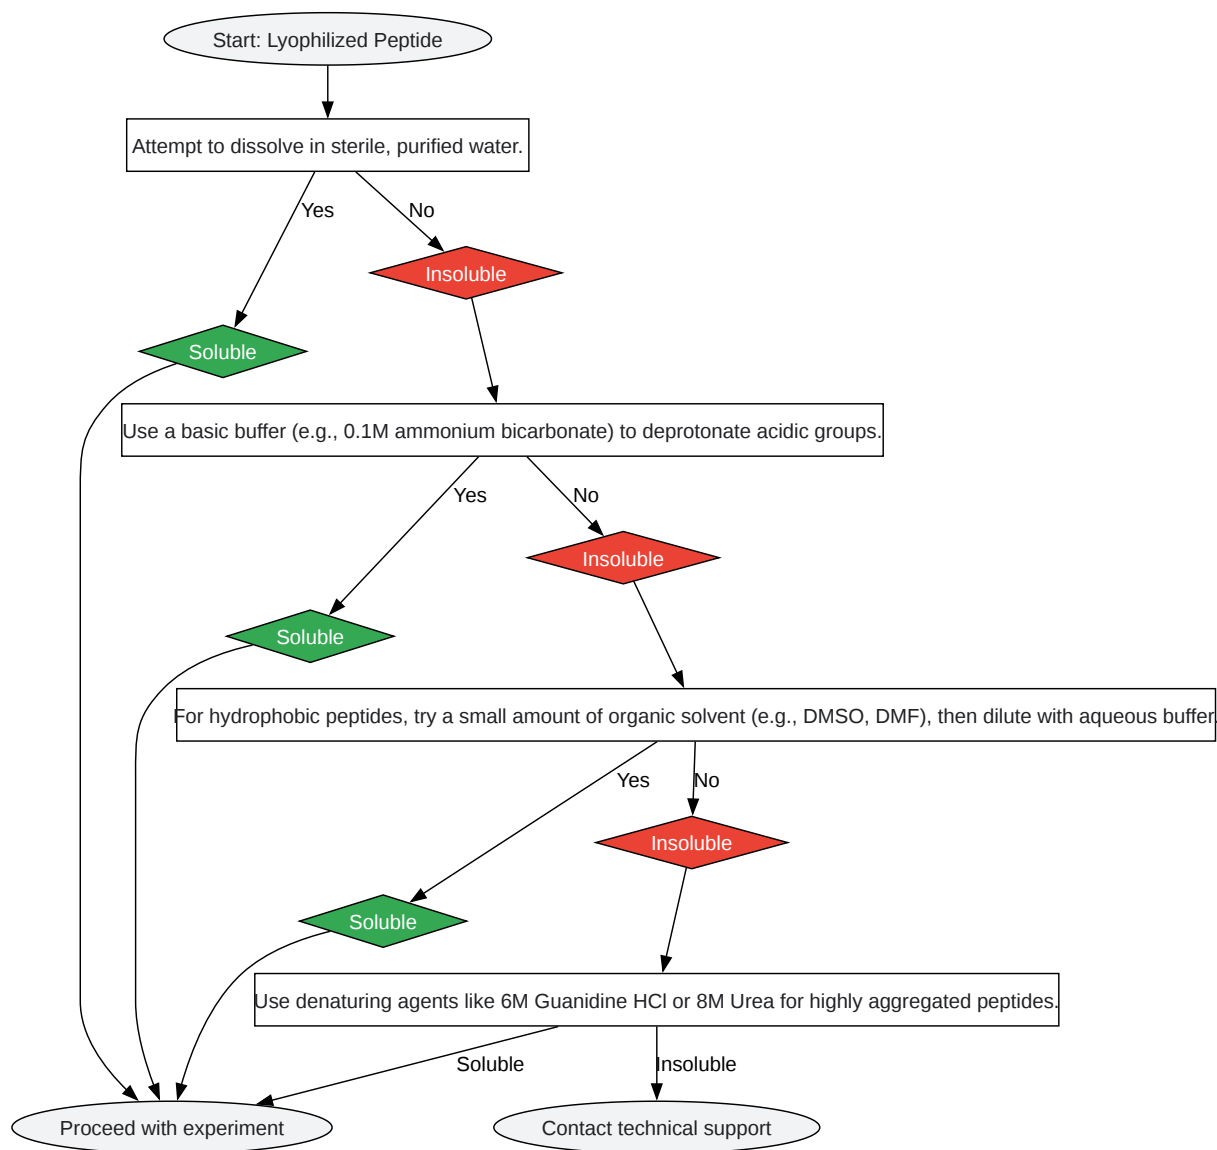 Start: Lyophilized Peptide
Attempt to dissolve in sterile, purified water.
Yes
No
Insoluble
Soluble
Use a basic buffer (e.g., 0.1M ammonium bicarbonate) to deprotonate acidic groups.
Yes
No
Insoluble
Soluble
For hydrophobic peptides, try a small amount of organic solvent (e.g., DMSO, DMF), then dilute with aqueous buffer.
Yes
No
Insoluble
Soluble
Use denaturing agents like 6M Guanidine HCl or 8M Urea for highly aggregated peptides.
Soluble
Insoluble
Proceed with experiment
Contact technical support